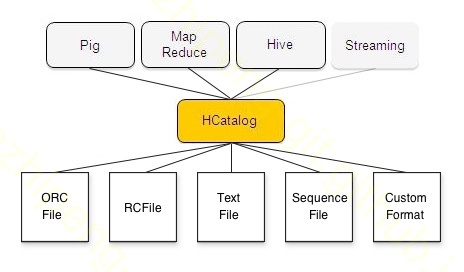 Pig
Map
Reduce
Hive
Streaming
HCatalog
ORC
File
RCFile
Text
File
Sequence
File
Custom
Format